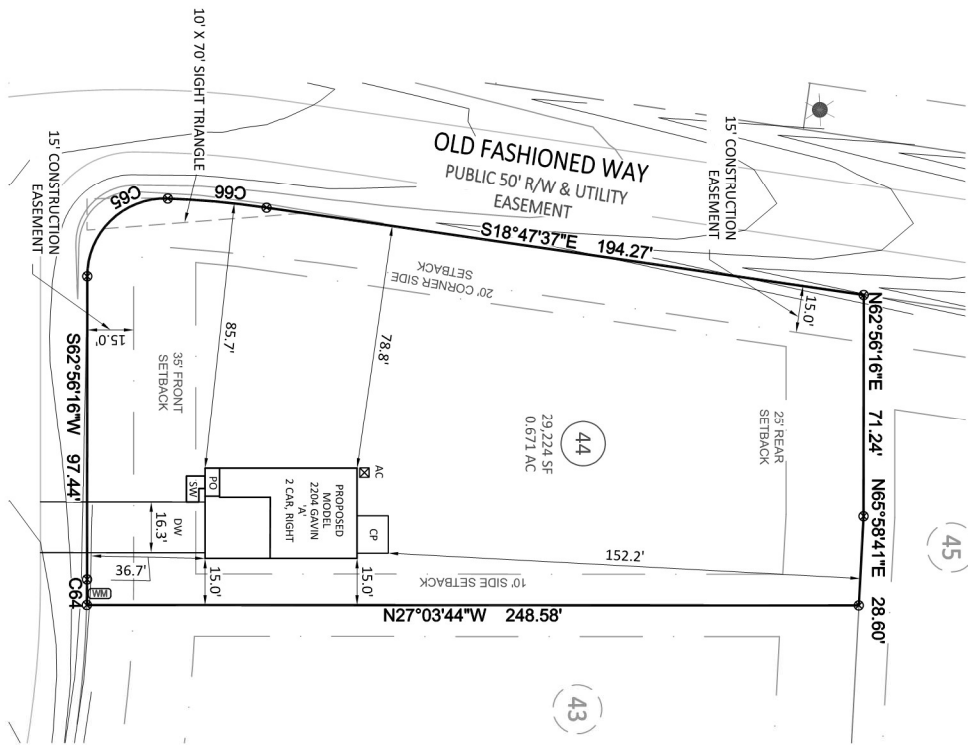 10' X 70' SIGHT TRIANGLE
15' CONSTRUCTION
EASEMENT
OLD FASHIONED WAY
PUBLIC 50' R/W & UTILITY
EASEMENT
15' CONSTRUCTION
EASEMENT
C65
C66
S18°47'37"E 194.27'
20' CORNER SIDE
SETBACK
15.0'
N62°56'16"E 71.24'
N65°58'41"E 28.60'
15.0'
S62°56'16"W 97.44'
35' FRONT
SETBACK
85.7'
78.8'
44
29,224 SF
0.671 AC
25' REAR
SETBACK
45
AC
PO
SW
PROPOSED
MODEL
2204 GAVIN
'A'
2 CAR, RIGHT
CP
DW
16.3'
36.7'
15.0'
15.0'
152.2'
10' SIDE SETBACK
C64
WM
N27°03'44"W 248.58'
43